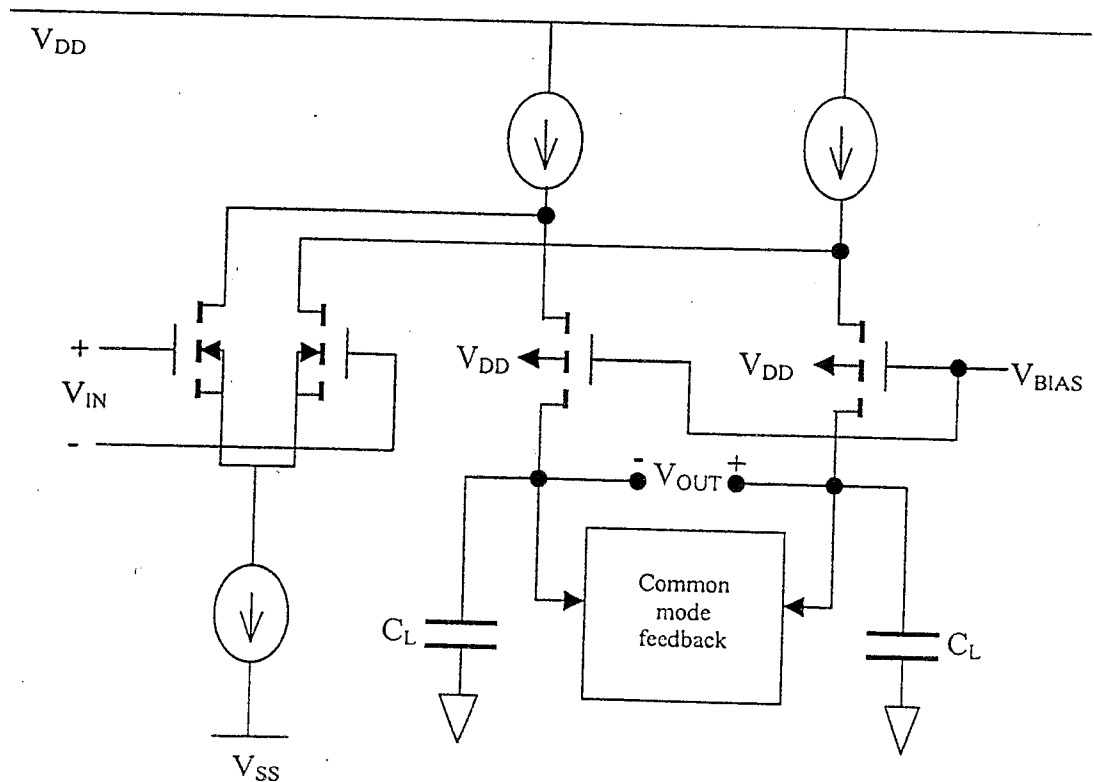 VDD
VDD
VDD
VBIAS
+
VIN
-
- VOUT +
Common
mode
feedback
CL
CL
VSS